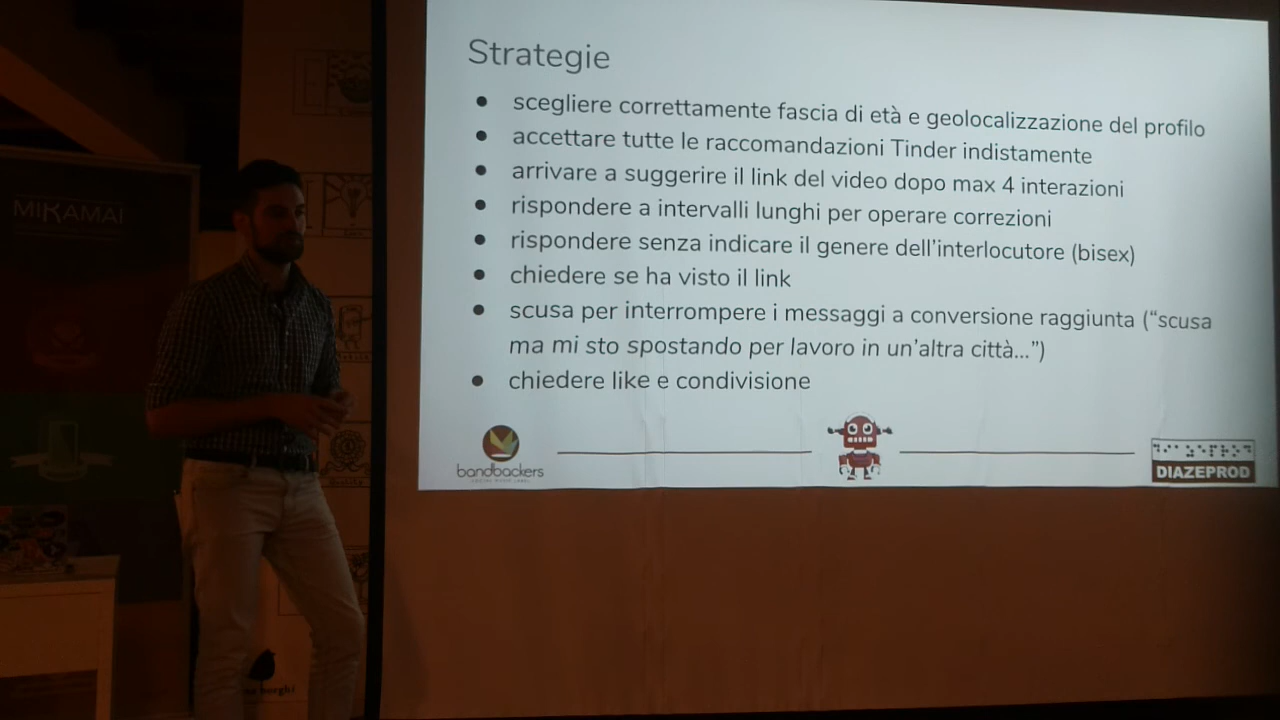 Strategie
scegliere correttamente fascia di età e geolocalizzazione del profilo
accettare tutte le raccomandazioni Tinder indistamente
arrivare a suggerire il link del video dopo max 4 interazioni
rispondere a intervalli lunghi per operare correzioni
rispondere senza indicare il genere dell'interlocutore (bisex)
chiedere se ha visto il link
scusa per interrompere i messaggi a conversione raggiunta ("scusa
ma mi sto spostando per lavoro in un'altra città...")
chiedere like e condivisione
bandbackers
DIAZEPROD
MIKAMAI
borghi